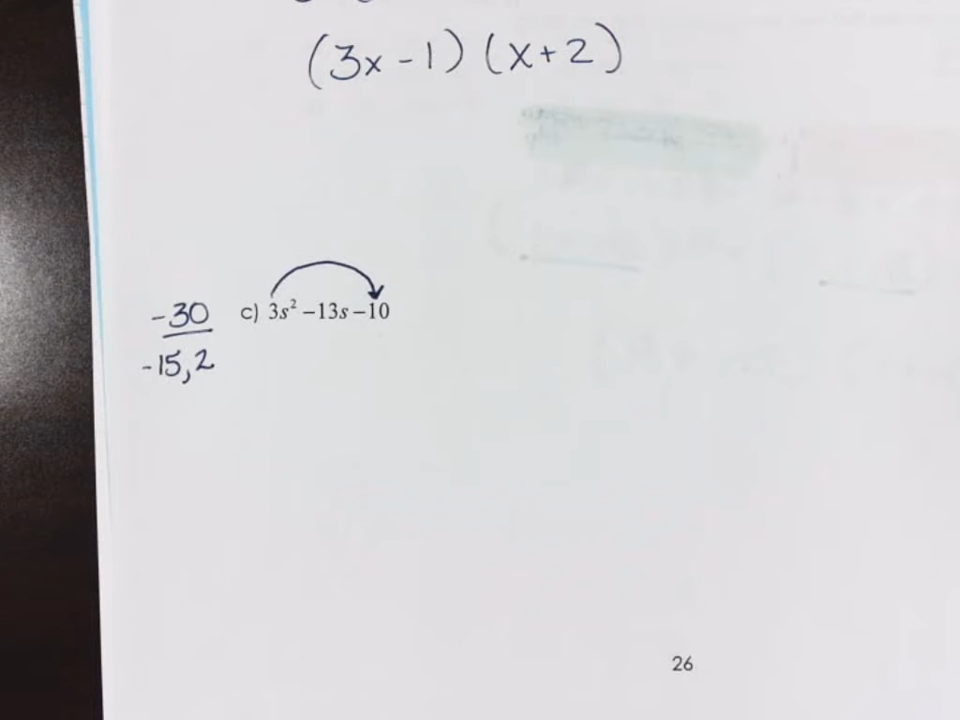 (3x - 1) (x + 2)
-30 c) 3s² –13s –10
-15, 2
26